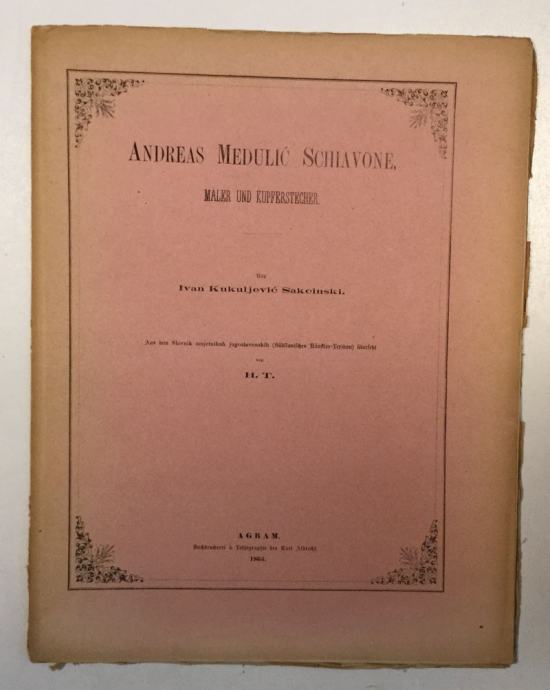 ANDREAS MEDULIĆ SCHIAVONE,
MALER UND KUPFERSTECHER.
Von
Ivan Kukuljević Sakcinski.
Aus dem Slovnik umjetnikah jugoslavenskih (Südslavisches Künstler-Lexikon) übersetzt
von
H. T.
AGRAM.
Buchdruckerei & Lithographie des Karl Albrecht.
1863.